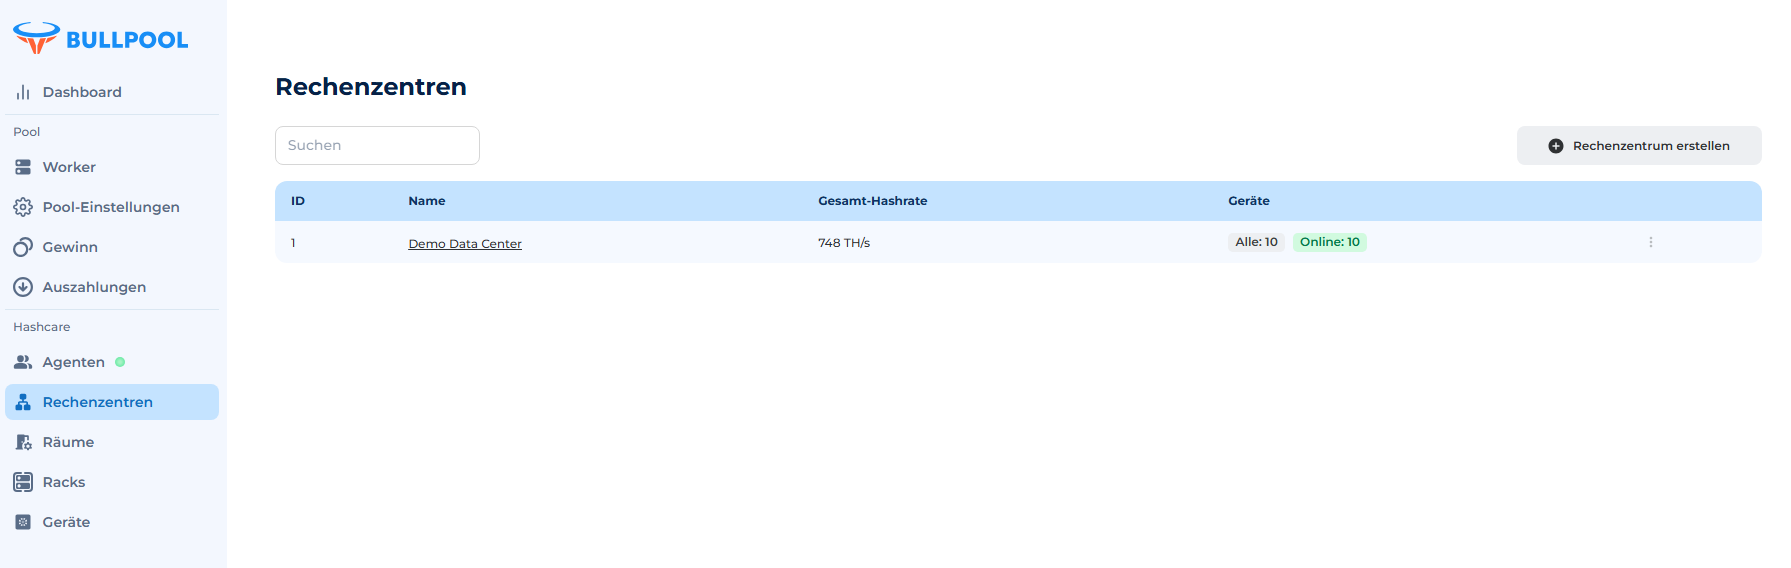 BULLPOOL
Dashboard
Pool
Worker
Pool-Einstellungen
Gewinn
Auszahlungen
Hashcare
Agenten
Rechenzentren
Räume
Racks
Geräte
Rechenzentren
Suchen
Rechenzentrum erstellen
ID Name Gesamt-Hashrate Geräte
1 Demo Data Center 748 TH/s Alle: 10 Online: 10